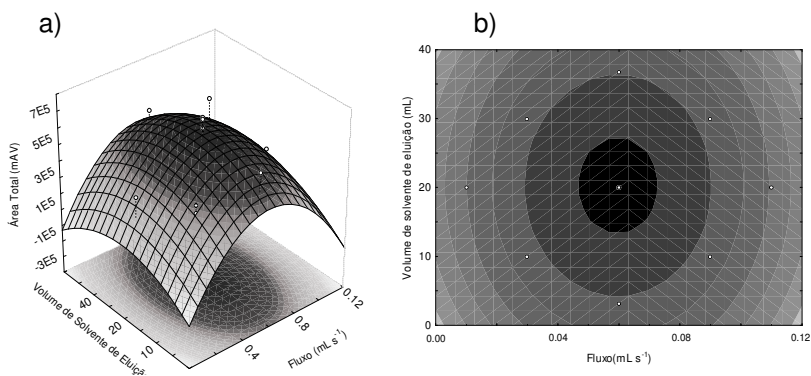 a)
7E5
5E5
3E5
1E5
-1E5
-3E5
Área Total (mAV)
40
20
10
Volume de Solvente de Eluiçã
0.4
0.8
0.12
Fluxo (mL s⁻¹)
b)
40
30
20
10
0
Volume de solvente de eluição (mL)
0.00
0.04
0.08
0.12
Fluxo(mL s⁻¹)